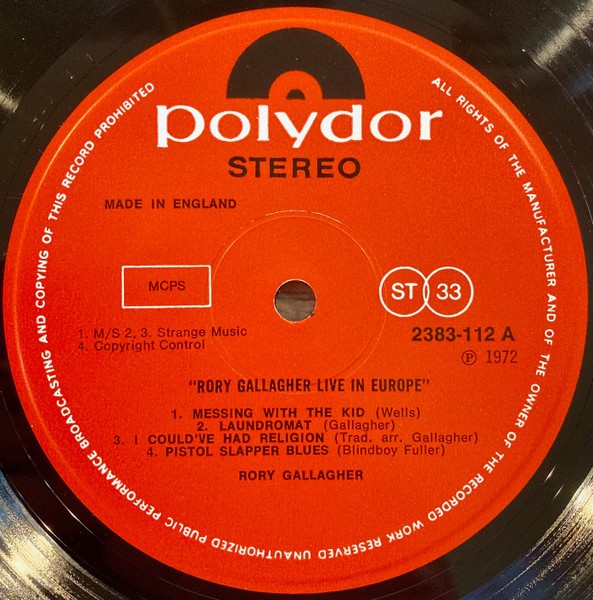 polydor
STEREO
MADE IN ENGLAND
MCPS
ST 33
1. M/S 2, 3. Strange Music
4. Copyright Control
2383-112 A
℗ 1972
"RORY GALLAGHER LIVE IN EUROPE"
1. MESSING WITH THE KID (Wells)
2. LAUNDROMAT (Gallagher)
3. I COULD'VE HAD RELIGION (Trad. arr. Gallagher)
4. PISTOL SLAPPER BLUES (Blindboy Fuller)
RORY GALLAGHER
ALL RIGHTS OF THE MANUFACTURER AND OF THE OWNER OF THE RECORDED WORK RESERVED UNAUTHORIZED PUBLIC PERFORMANCE BROADCASTING AND COPYING OF THIS RECORD PROHIBITED